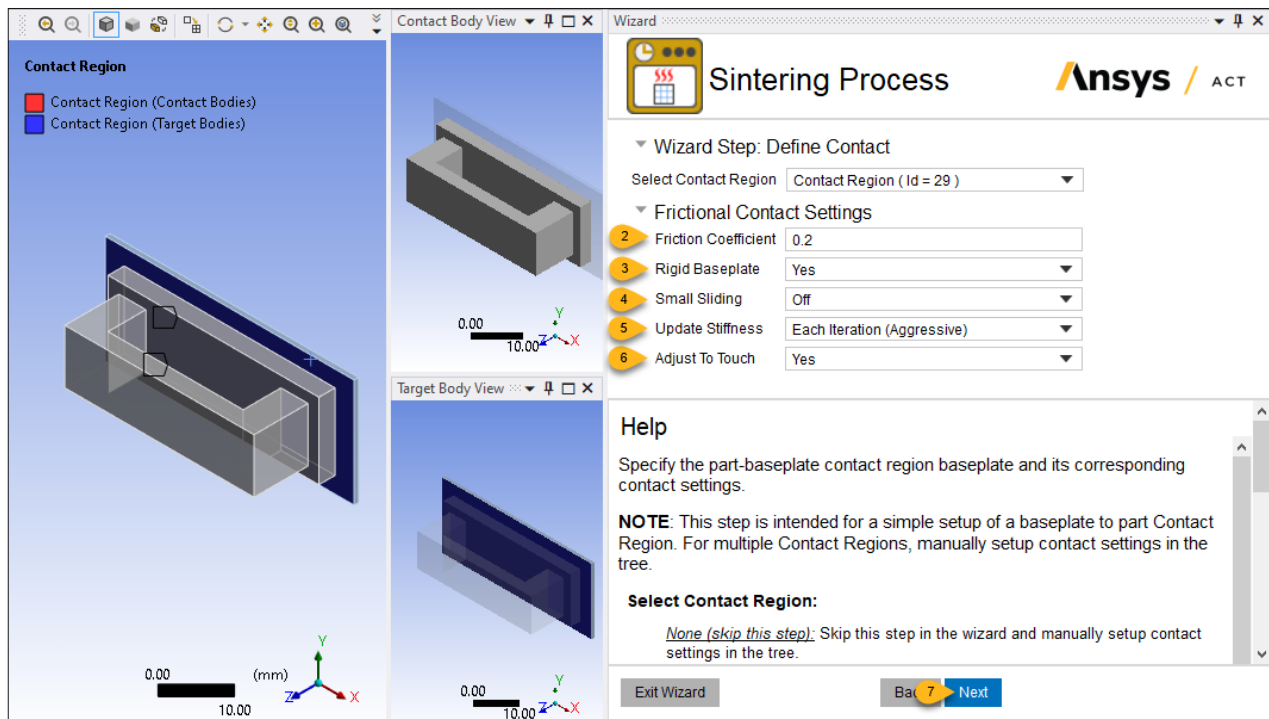 Contact Region
Contact Region (Contact Bodies)
Contact Region (Target Bodies)
0.00
(mm)
10.00
Y
Z
X
Contact Body View
0.00
10.00
Y
Z
X
Target Body View
0.00
10.00
Y
Z
X
Wizard
Sintering Process
Ansys / ACT
Wizard Step: Define Contact
Select Contact Region Contact Region ( Id = 29 )
Frictional Contact Settings
2 Friction Coefficient 0.2
3 Rigid Baseplate Yes
4 Small Sliding Off
5 Update Stiffness Each Iteration (Aggressive)
6 Adjust To Touch Yes
Help
Specify the part-baseplate contact region baseplate and its corresponding
contact settings.
NOTE: This step is intended for a simple setup of a baseplate to part Contact
Region. For multiple Contact Regions, manually setup contact settings in the
tree.
Select Contact Region:
None (skip this step): Skip this step in the wizard and manually setup contact
settings in the tree.
Exit Wizard
Bac 7 Next